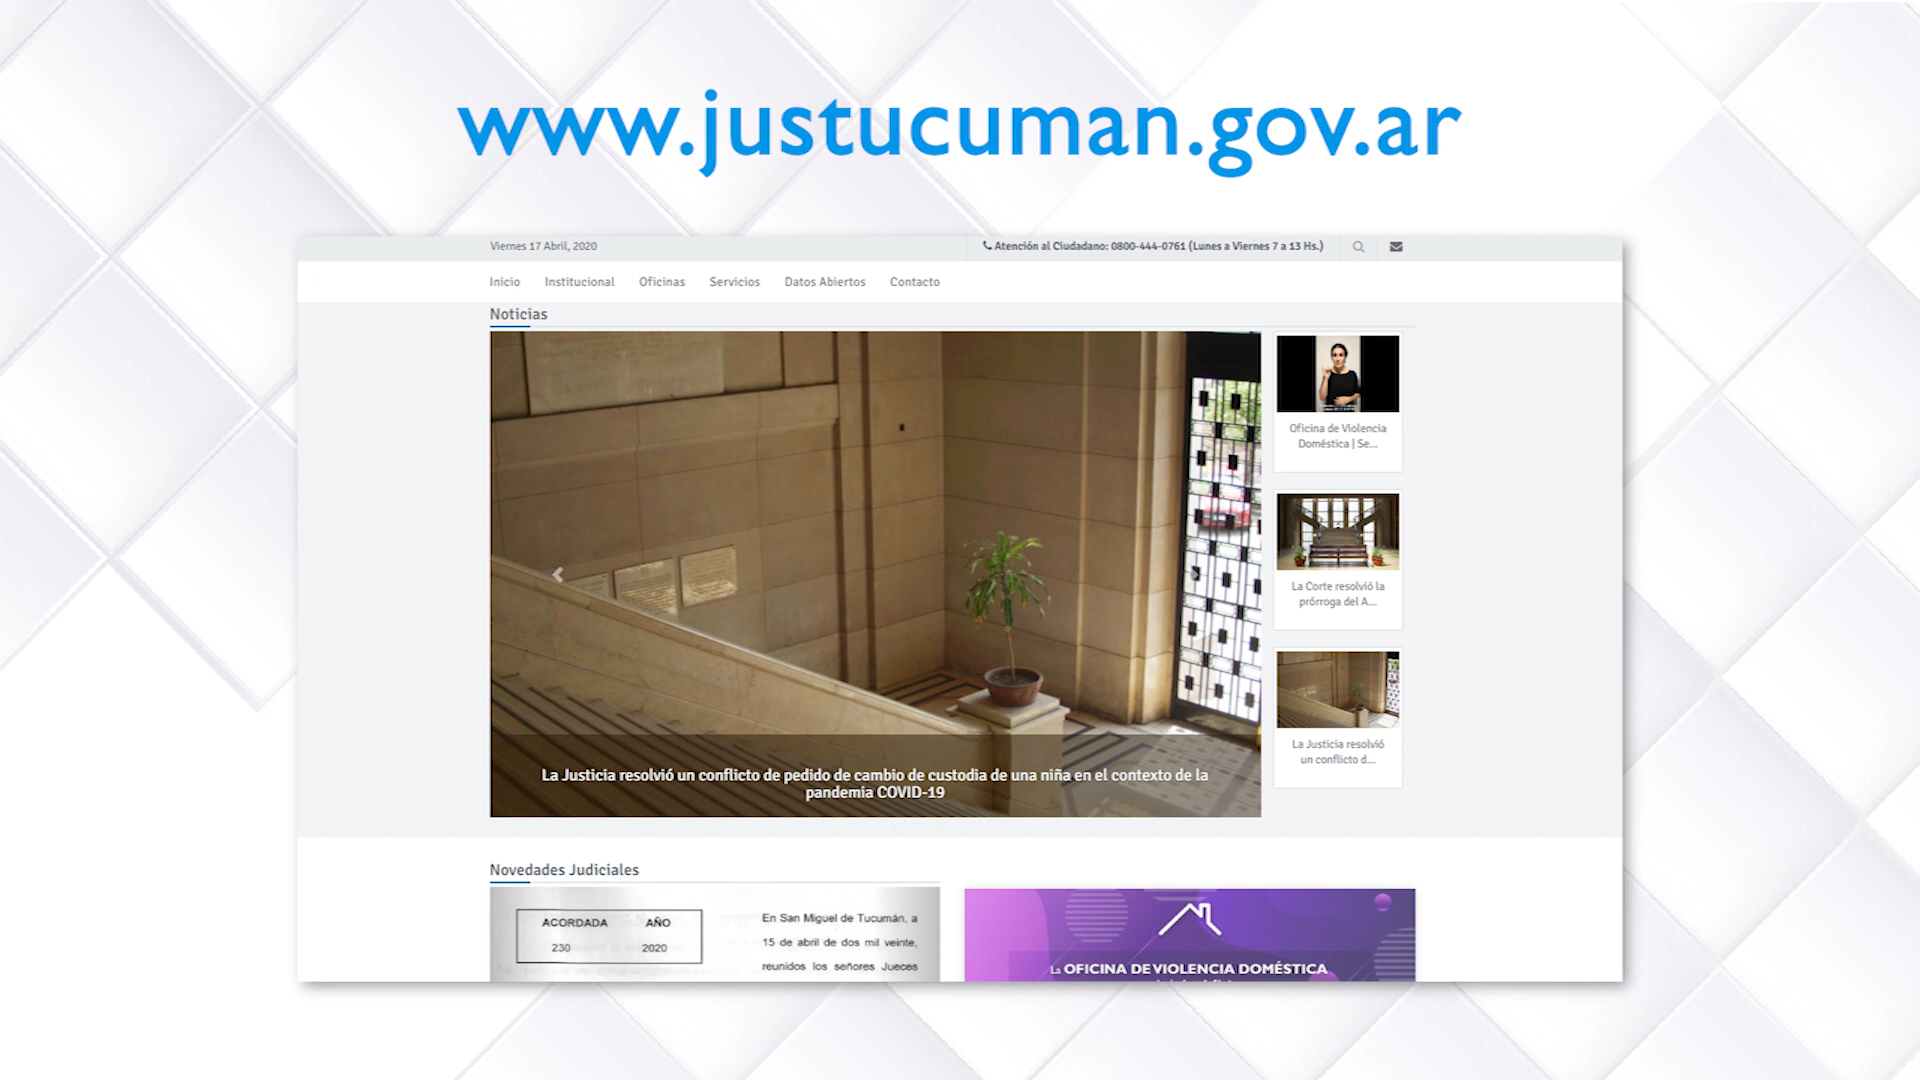 www.justucuman.gov.ar
Viernes 17 Abril, 2020
Atención al Ciudadano: 0800-444-0761 (Lunes a Viernes 7 a 13 Hs.)
Inicio Institucional Oficinas Servicios Datos Abiertos Contacto
Noticias
La Justicia resolvió un conflicto de pedido de cambio de custodia de una niña en el contexto de la
pandemia COVID-19
Oficina de Violencia
Doméstica | Se...
La Corte resolvió la
prórroga del A...
La Justicia resolvió
un conflicto d...
Novedades Judiciales
ACORDADA AÑO
230 2020
En San Miguel de Tucumán, a
15 de abril de dos mil veinte,
reunidos los señores Jueces
La OFICINA DE VIOLENCIA DOMÉSTICA